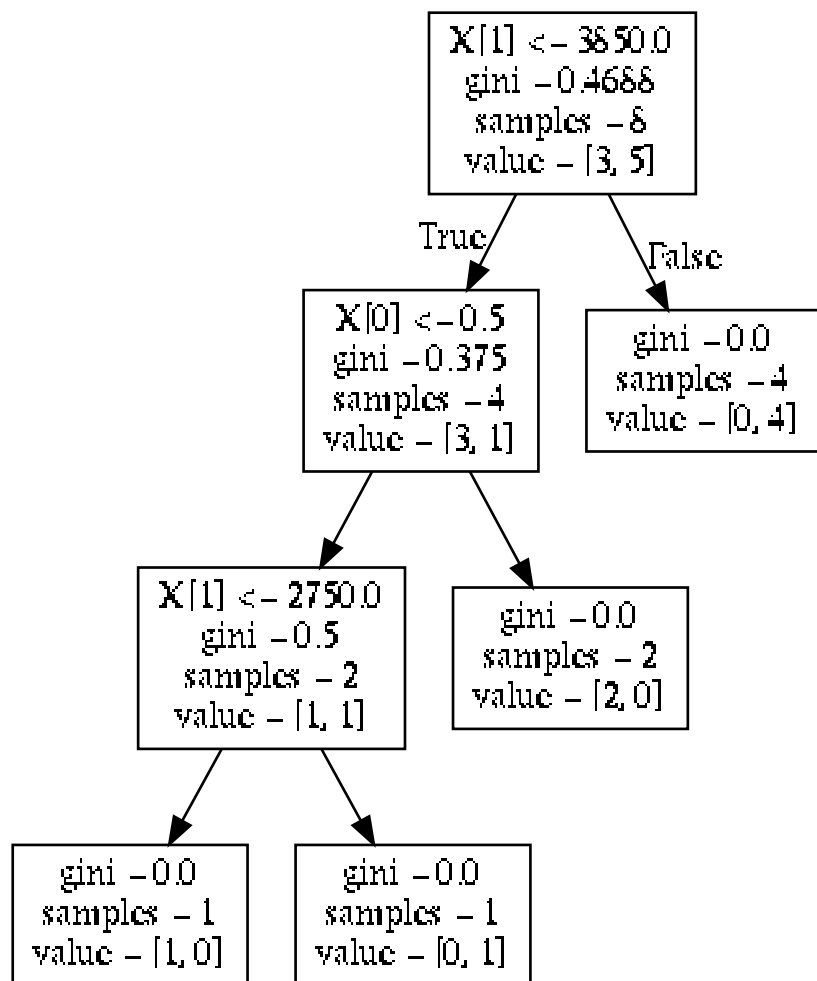 X[1] <= 3850.0
gini = 0.4688
samples = 8
value = [3, 5]
True
False
X[0] <= 0.5
gini = 0.375
samples = 4
value = [3, 1]
gini = 0.0
samples = 4
value = [0, 4]
X[1] <= 2750.0
gini = 0.5
samples = 2
value = [1, 1]
gini = 0.0
samples = 2
value = [2, 0]
gini = 0.0
samples = 1
value = [1, 0]
gini = 0.0
samples = 1
value = [0, 1]